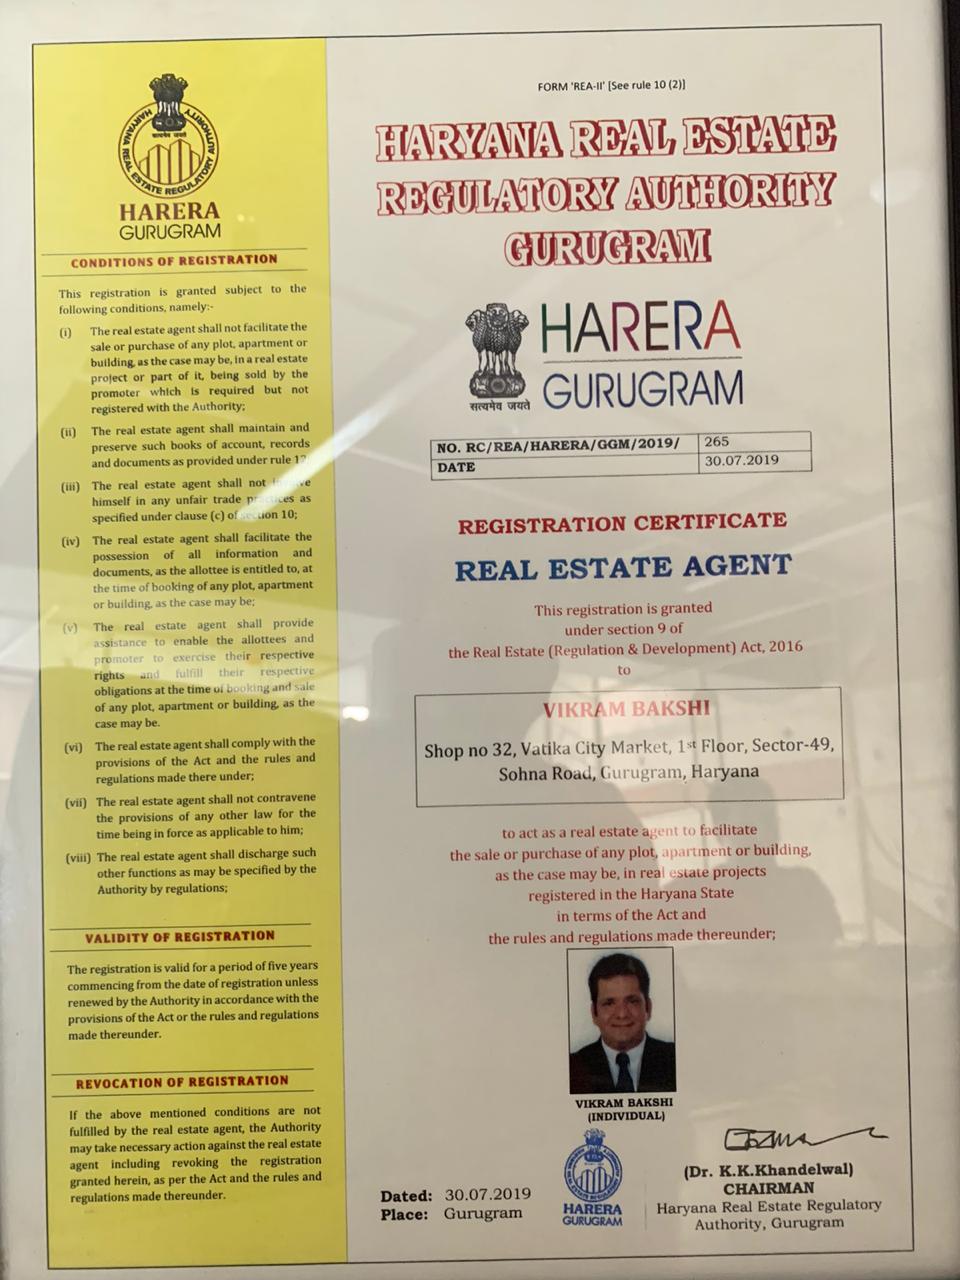 HARYANA REAL ESTATE REGULATORY AUTHORITY
सत्यमेव जयते
HARERA
GURUGRAM
CONDITIONS OF REGISTRATION
This registration is granted subject to the
following conditions, namely:-
(i) The real estate agent shall not facilitate the
sale or purchase of any plot, apartment or
building, as the case may be, in a real estate
project or part of it, being sold by the
promoter which is required but not
registered with the Authority;
(ii) The real estate agent shall maintain and
preserve such books of account, records
and documents as provided under rule
(iii) The real estate agent shall not
himself in any unfair trade practices as
specified under clause (c) of section 10;
(iv) The real estate agent shall facilitate the
possession of all information and
documents, as the allottee is entitled to, at
the time of booking of any plot, apartment
or building, as the case may be;
(v) The real estate agent shall provide
assistance to enable the allottees and
promoter to exercise their respective
rights and fulfill their respective
obligations at the time of booking and sale
of any plot, apartment or building, as the
case may be.
(vi) The real estate agent shall comply with the
provisions of the Act and the rules and
regulations made there under;
(vii) The real estate agent shall not contravene
the provisions of any other law for the
time being in force as applicable to him;
(viii) The real estate agent shall discharge such
other functions as may be specified by the
Authority by regulations;
VALIDITY OF REGISTRATION
The registration is valid for a period of five years
commencing from the date of registration unless
renewed by the Authority in accordance with the
provisions of the Act or the rules and regulations
made thereunder.
REVOCATION OF REGISTRATION
If the above mentioned conditions are not
fulfilled by the real estate agent, the Authority
may take necessary action against the real estate
agent including revoking the registration
granted herein, as per the Act and the rules and
regulations made thereunder.
FORM 'REA-II' [See rule 10 (2)]
HARYANA REAL ESTATE
REGULATORY AUTHORITY
GURUGRAM
HARERA
GURUGRAM
सत्यमेव जयते
NO. RC/REA/HARERA/GGM/2019/ 265
DATE 30.07.2019
REGISTRATION CERTIFICATE
REAL ESTATE AGENT
This registration is granted
under section 9 of
the Real Estate (Regulation & Development) Act, 2016
to
VIKRAM BAKSHI
Shop no 32, Vatika City Market, 1st Floor, Sector-49,
Sohna Road, Gurugram, Haryana
to act as a real estate agent to facilitate
the sale or purchase of any plot, apartment or building,
as the case may be, in real estate projects
registered in the Haryana State
in terms of the Act and
the rules and regulations made thereunder;
VIKRAM BAKSHI
(INDIVIDUAL)
Dated: 30.07.2019
Place: Gurugram
HARERA
GURUGRAM
(Dr. K.K.Khandelwal)
CHAIRMAN
Haryana Real Estate Regulatory
Authority, Gurugram